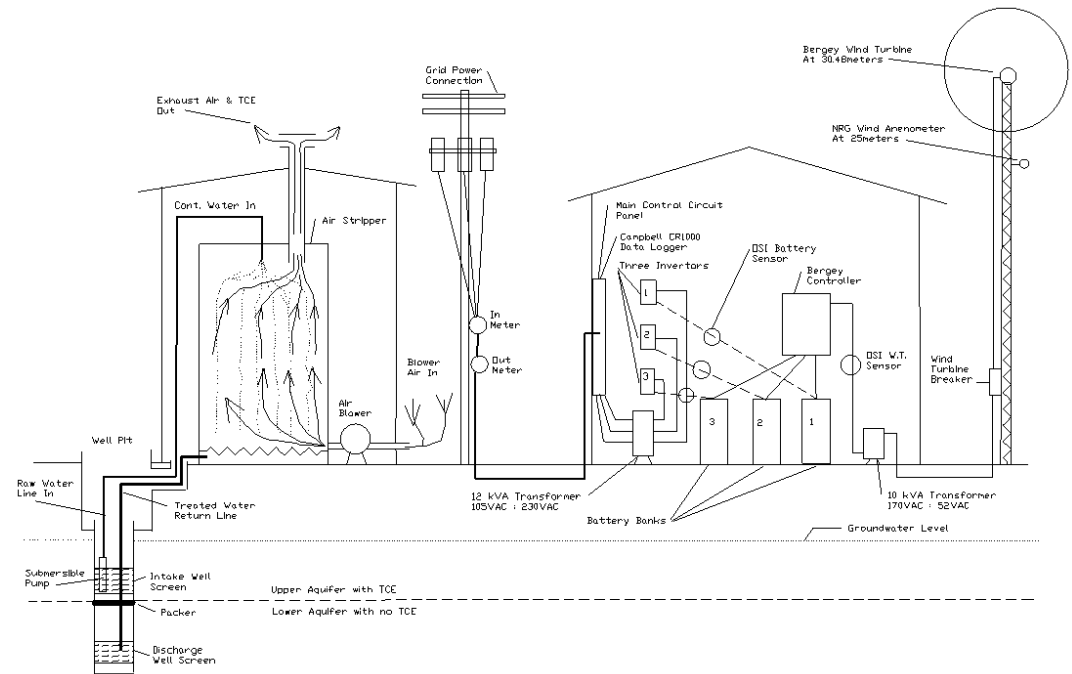 Bergey Wind Turbine
At 30.48meters
Grid Power
Connection
Exhaust Air & TCE
Out
NRG Wind Anenometer
At 25meters
Cont. Water In
Air Stripper
Main Control Circuit
Panel
Campbell CR1000
Data Logger
Three Invertors
OSI Battery
Sensor
Bergey
Controller
1
2
3
In
Meter
Out
Meter
Blower
Air In
OSI W.T.
Sensor
Wind
Turbine
Breaker
Air
Blower
3
2
1
Well Pit
Raw Water
Line In
Treated Water
Return Line
12 kVA Transformer
105VAC : 230VAC
Battery Banks
10 kVA Transformer
170VAC : 52VAC
Groundwater Level
Submersible
Pump
Intake Well
Screen
Upper Aquifer with TCE
Packer
Lower Aquifer with no TCE
Discharge
Well Screen